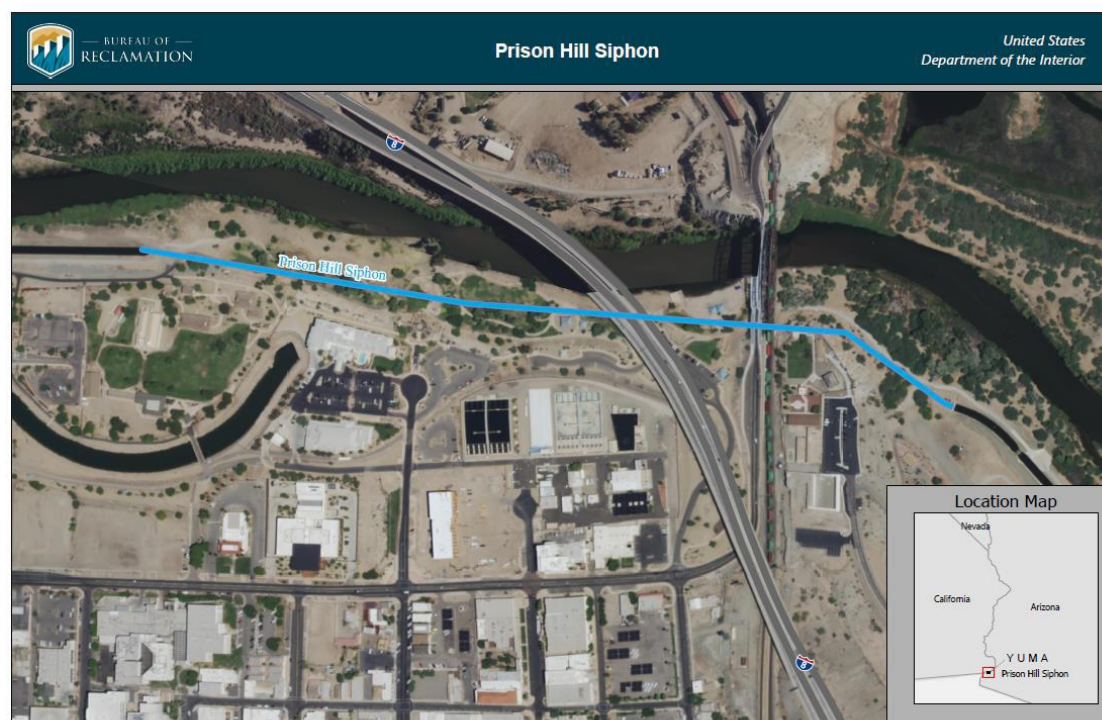 BUREAU OF
RECLAMATION
Prison Hill Siphon
United States
Department of the Interior
8
Prison Hill Siphon
8
Location Map
Nevada
California
Arizona
YUMA
Prison Hill Siphon